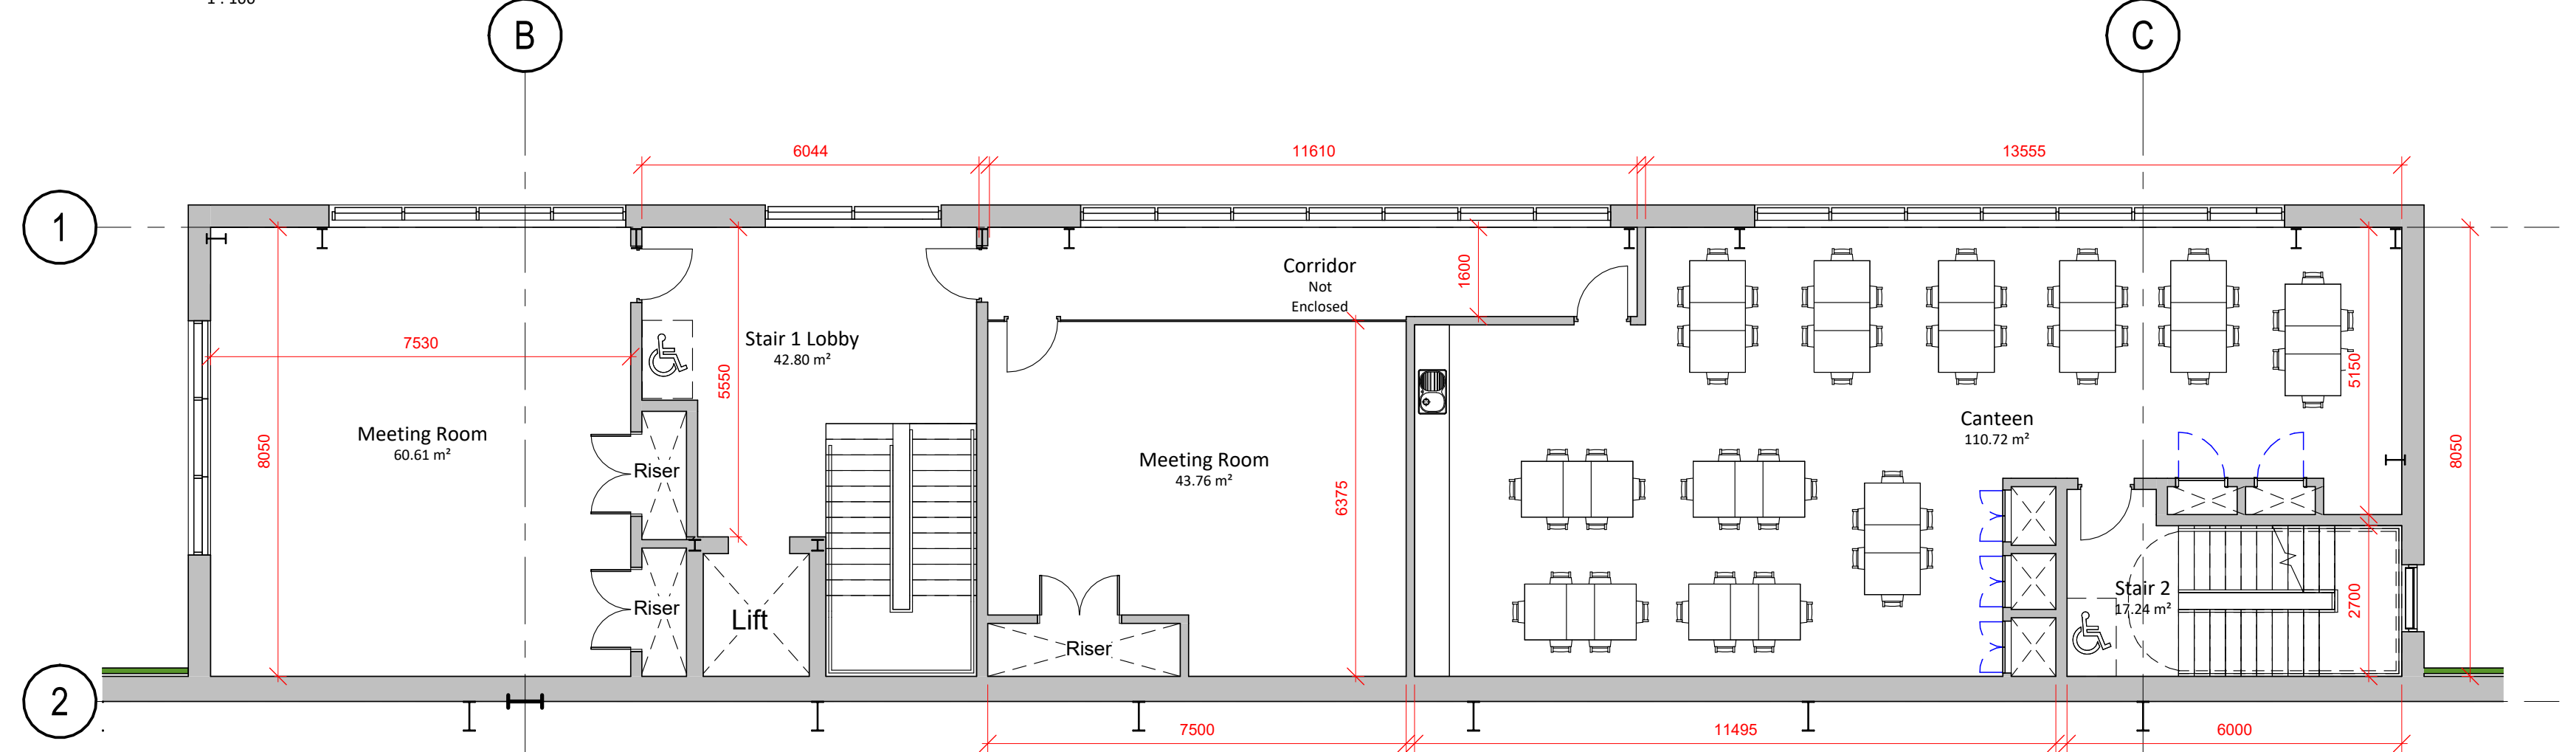 B
C
6044
11610
13555
1
Corridor
Not
Enclosed
1600
7530
Stair 1 Lobby
42.80 m²
5550
5150
8050
Meeting Room
60.61 m²
Riser
Meeting Room
43.76 m²
6375
Canteen
110.72 m²
8050
Riser
Lift
Riser
Stair 2
17.24 m²
2700
2
7500
11495
6000